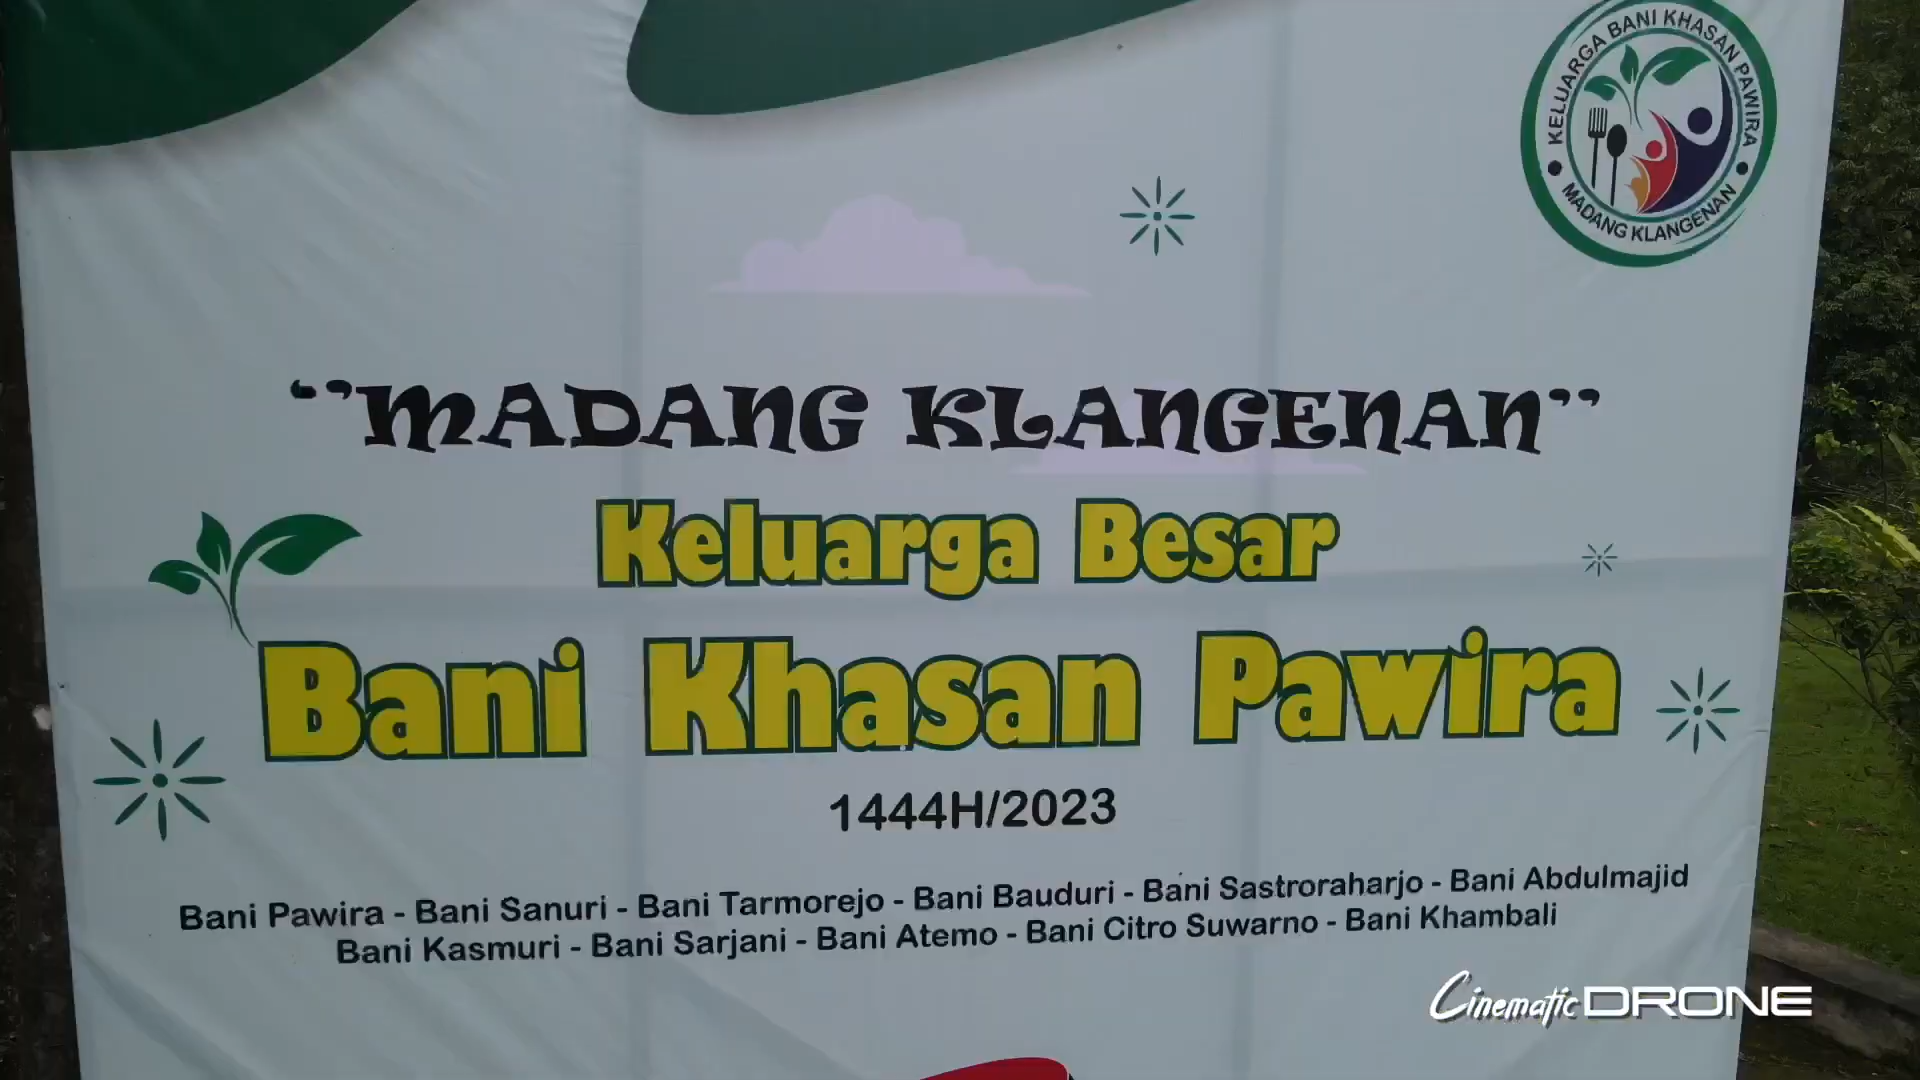 KELUARGA BANI KHASAN PAWIRA
MADANG KLANGENAN
“MADANG KLANGENAN”
Keluarga Besar
Bani Khasan Pawira
1444H/2023
Bani Pawira - Bani Sanuri - Bani Tarmorejo - Bani Bauduri - Bani Sastroraharjo - Bani Abdulmajid
Bani Kasmuri - Bani Sarjani - Bani Atemo - Bani Citro Suwarno - Bani Khambali
Cinematic DRONE